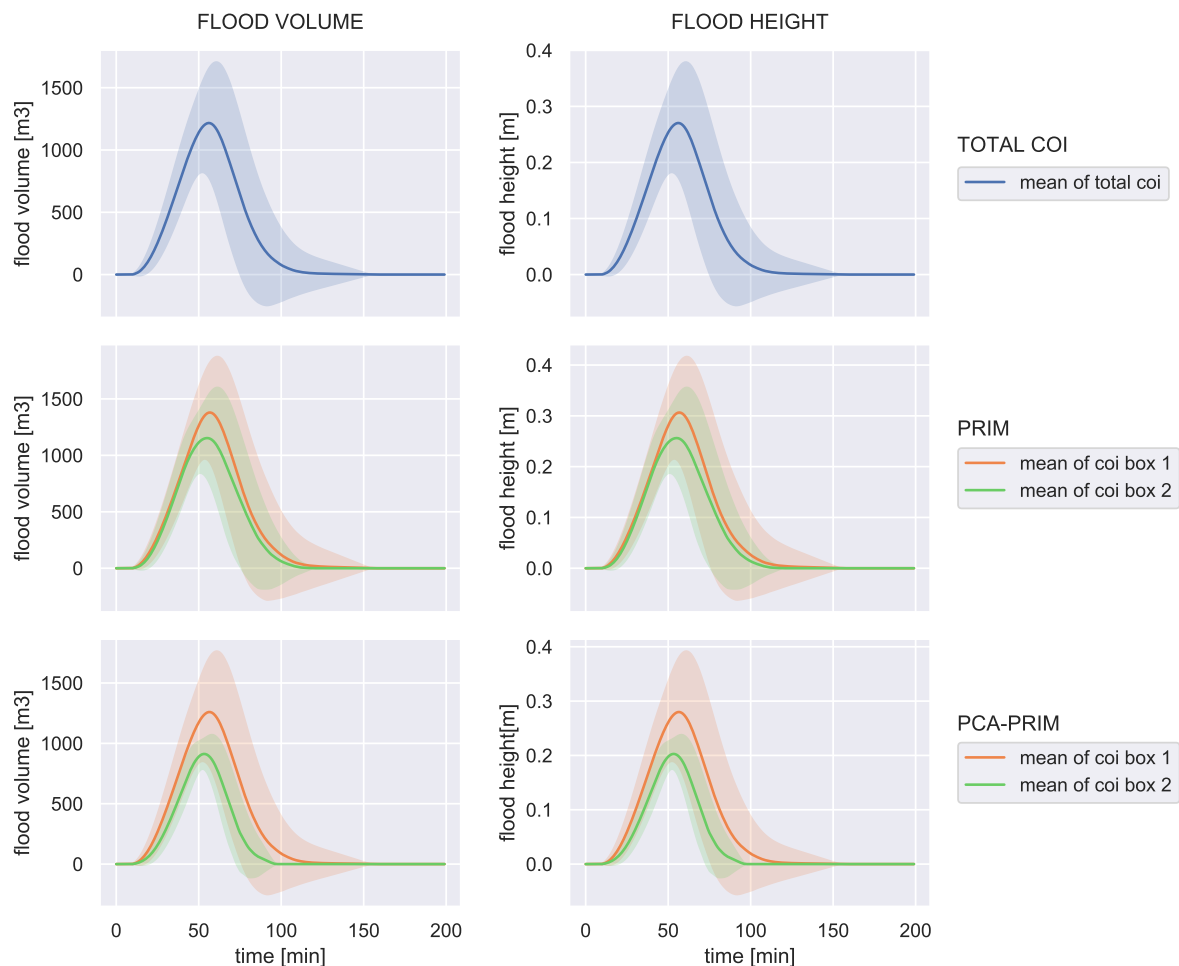 FLOOD VOLUME
FLOOD HEIGHT
flood volume [m3]
1500
1000
500
0
flood height [m]
0.4
0.3
0.2
0.1
0.0
TOTAL COI
mean of total coi
flood volume [m3]
1500
1000
500
0
flood height [m]
0.4
0.3
0.2
0.1
0.0
PRIM
mean of coi box 1
mean of coi box 2
flood volume [m3]
1500
1000
500
0
0 50 100 150 200
time [min]
flood height[m]
0.4
0.3
0.2
0.1
0.0
0 50 100 150 200
time [min]
PCA-PRIM
mean of coi box 1
mean of coi box 2